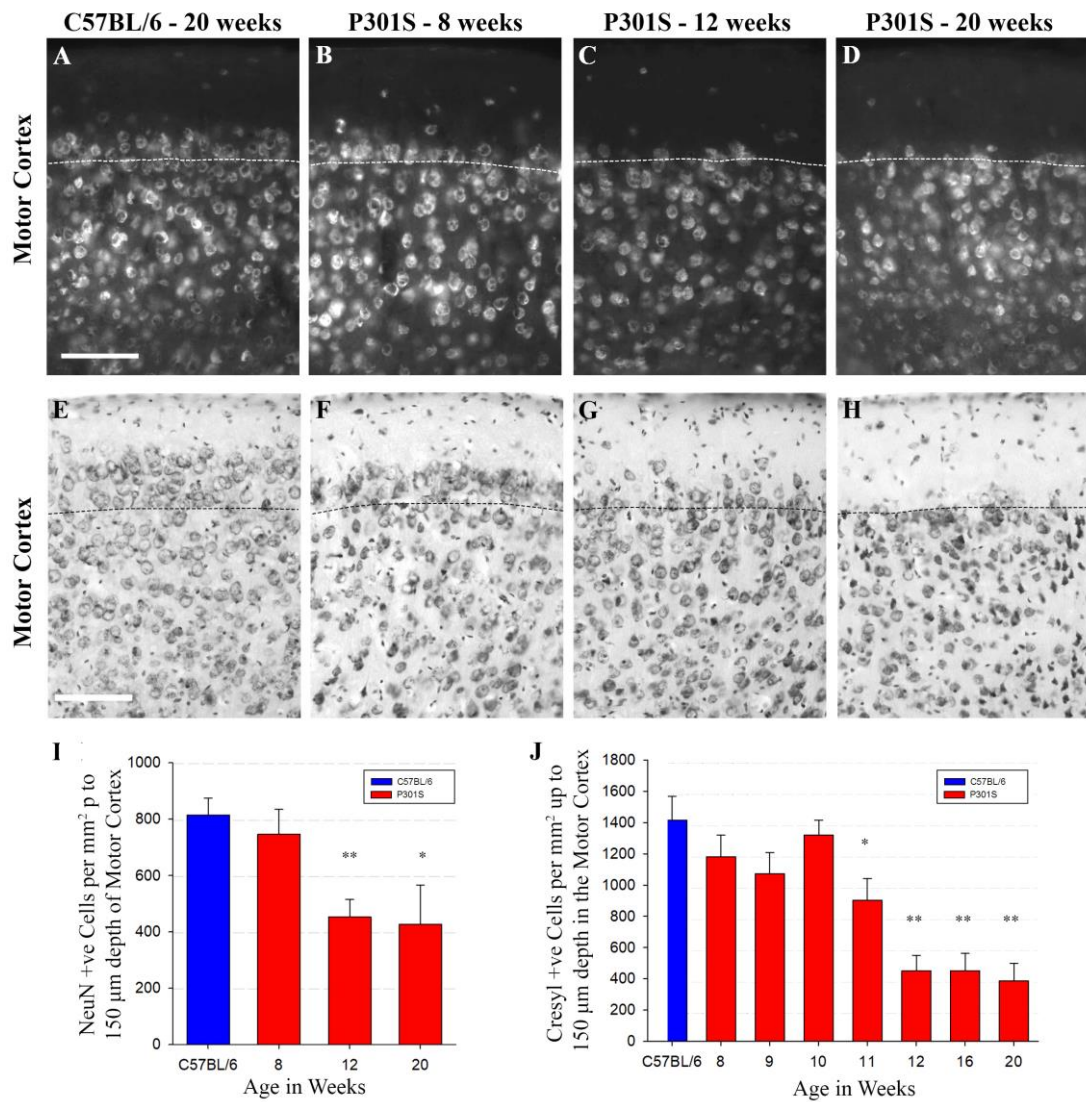 C57BL/6 - 20 weeks P301S - 8 weeks P301S - 12 weeks P301S - 20 weeks
A B C D
Motor Cortex
E F G H
Motor Cortex
I
NeuN +ve Cells per mm² p to
150 µm depth of Motor Cortex
1000
800
600
400
200
0
C57BL/6
P301S
**
*
C57BL/6 8 12 20
Age in Weeks
J
Cresyl +ve Cells per mm² up to
150 µm depth in the Motor Cortex
1800
1600
1400
1200
1000
800
600
400
200
0
C57BL/6
P301S
*
** ** **
C57BL/6 8 9 10 11 12 16 20
Age in Weeks